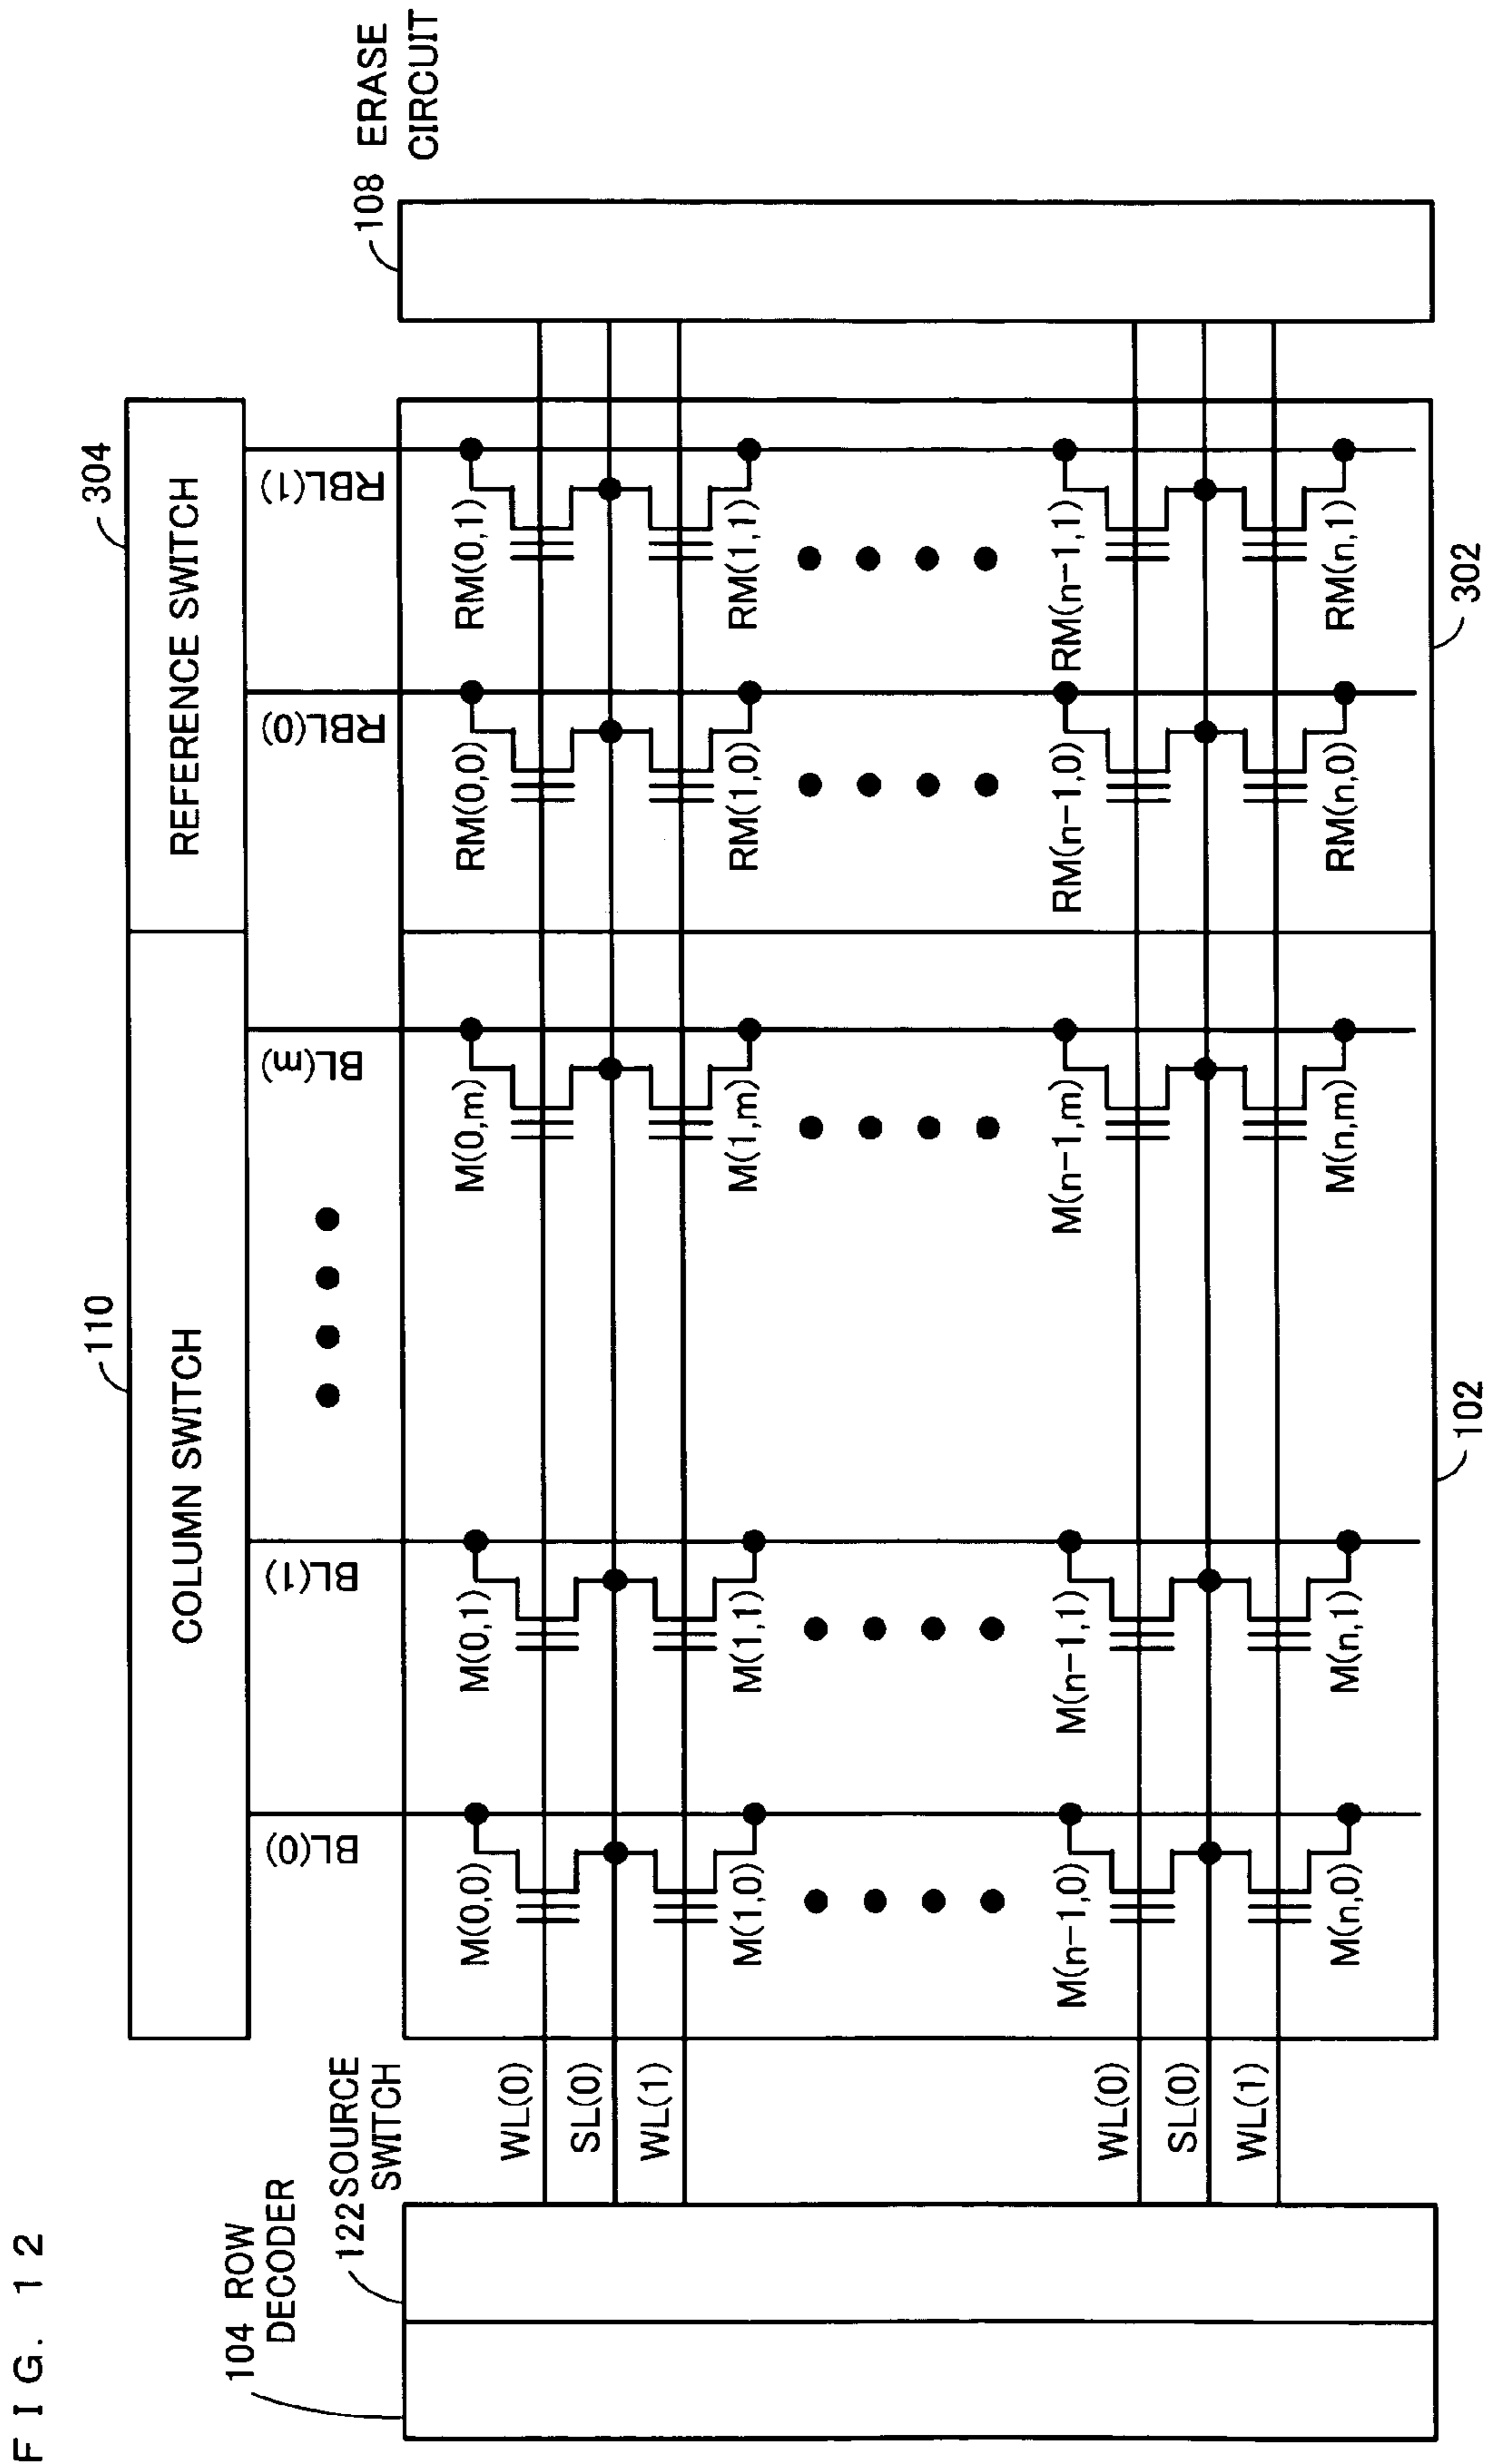 FIG. 12
104 ROW
DECODER
122 SOURCE
SWITCH
110
COLUMN SWITCH
304
REFERENCE SWITCH
108 ERASE
CIRCUIT
BL(0)
BL(1)
BL(m)
RBL(0)
RBL(1)
WL(0)
SL(0)
WL(1)
M(0,0)
M(0,1)
M(0,m)
RM(0,0)
RM(0,1)
M(1,0)
M(1,1)
M(1,m)
RM(1,0)
RM(1,1)
WL(0)
SL(0)
WL(1)
M(n-1,0)
M(n-1,1)
M(n-1,m)
RM(n-1,0)
RM(n-1,1)
M(n,0)
M(n,1)
M(n,m)
RM(n,0)
RM(n,1)
102
302